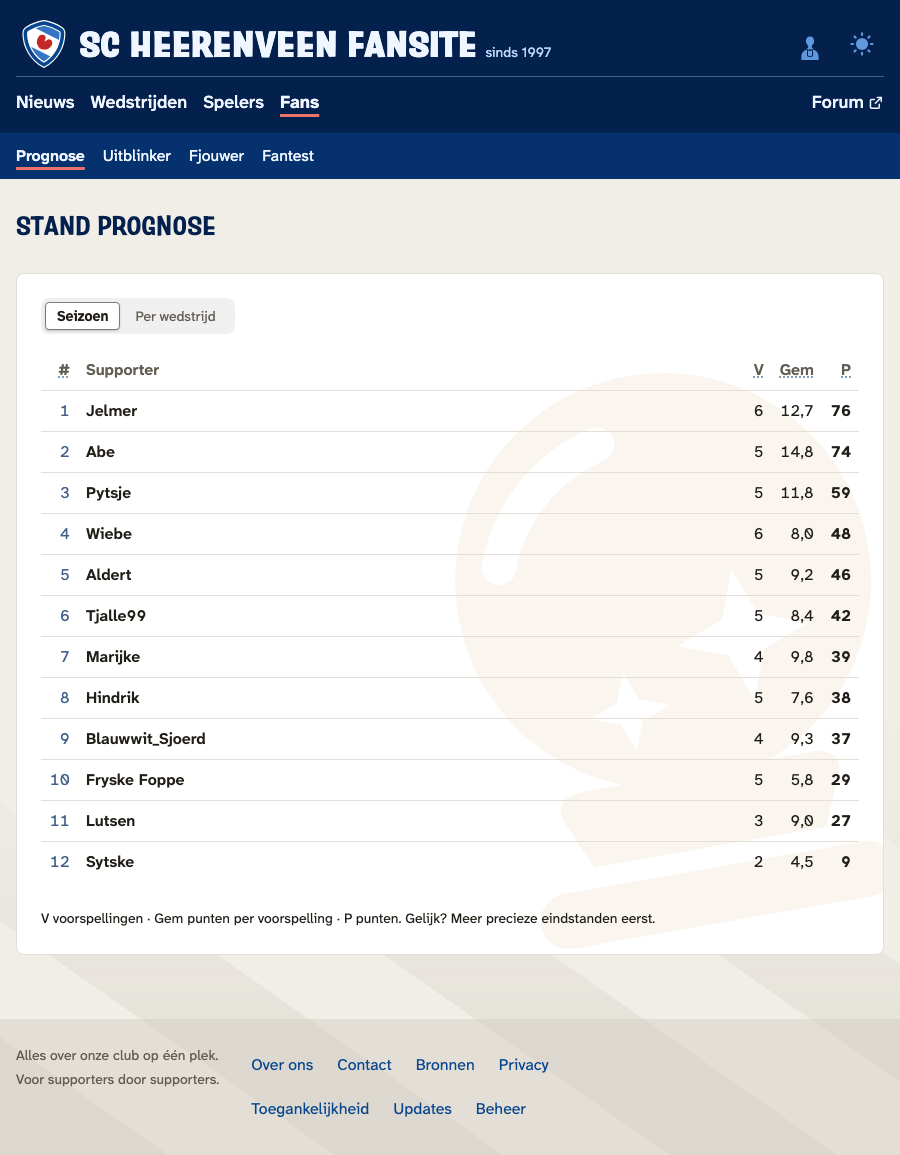 SC HEERENVEEN FANSITE sinds 1997
Nieuws Wedstrijden Spelers Fans Forum
Prognose Uitblinker Fjouwer Fantest
STAND PROGNOSE
Seizoen Per wedstrijd
# Supporter V Gem P
1 Jelmer 6 12,7 76
2 Abe 5 14,8 74
3 Pytsje 5 11,8 59
4 Wiebe 6 8,0 48
5 Aldert 5 9,2 46
6 Tjalle99 5 8,4 42
7 Marijke 4 9,8 39
8 Hindrik 5 7,6 38
9 Blauwwit_Sjoerd 4 9,3 37
10 Fryske Foppe 5 5,8 29
11 Lutsen 3 9,0 27
12 Sytske 2 4,5 9
V voorspellingen · Gem punten per voorspelling · P punten. Gelijk? Meer precieze eindstanden eerst.
Alles over onze club op één plek.
Voor supporters door supporters.
Over ons Contact Bronnen Privacy
Toegankelijkheid Updates Beheer